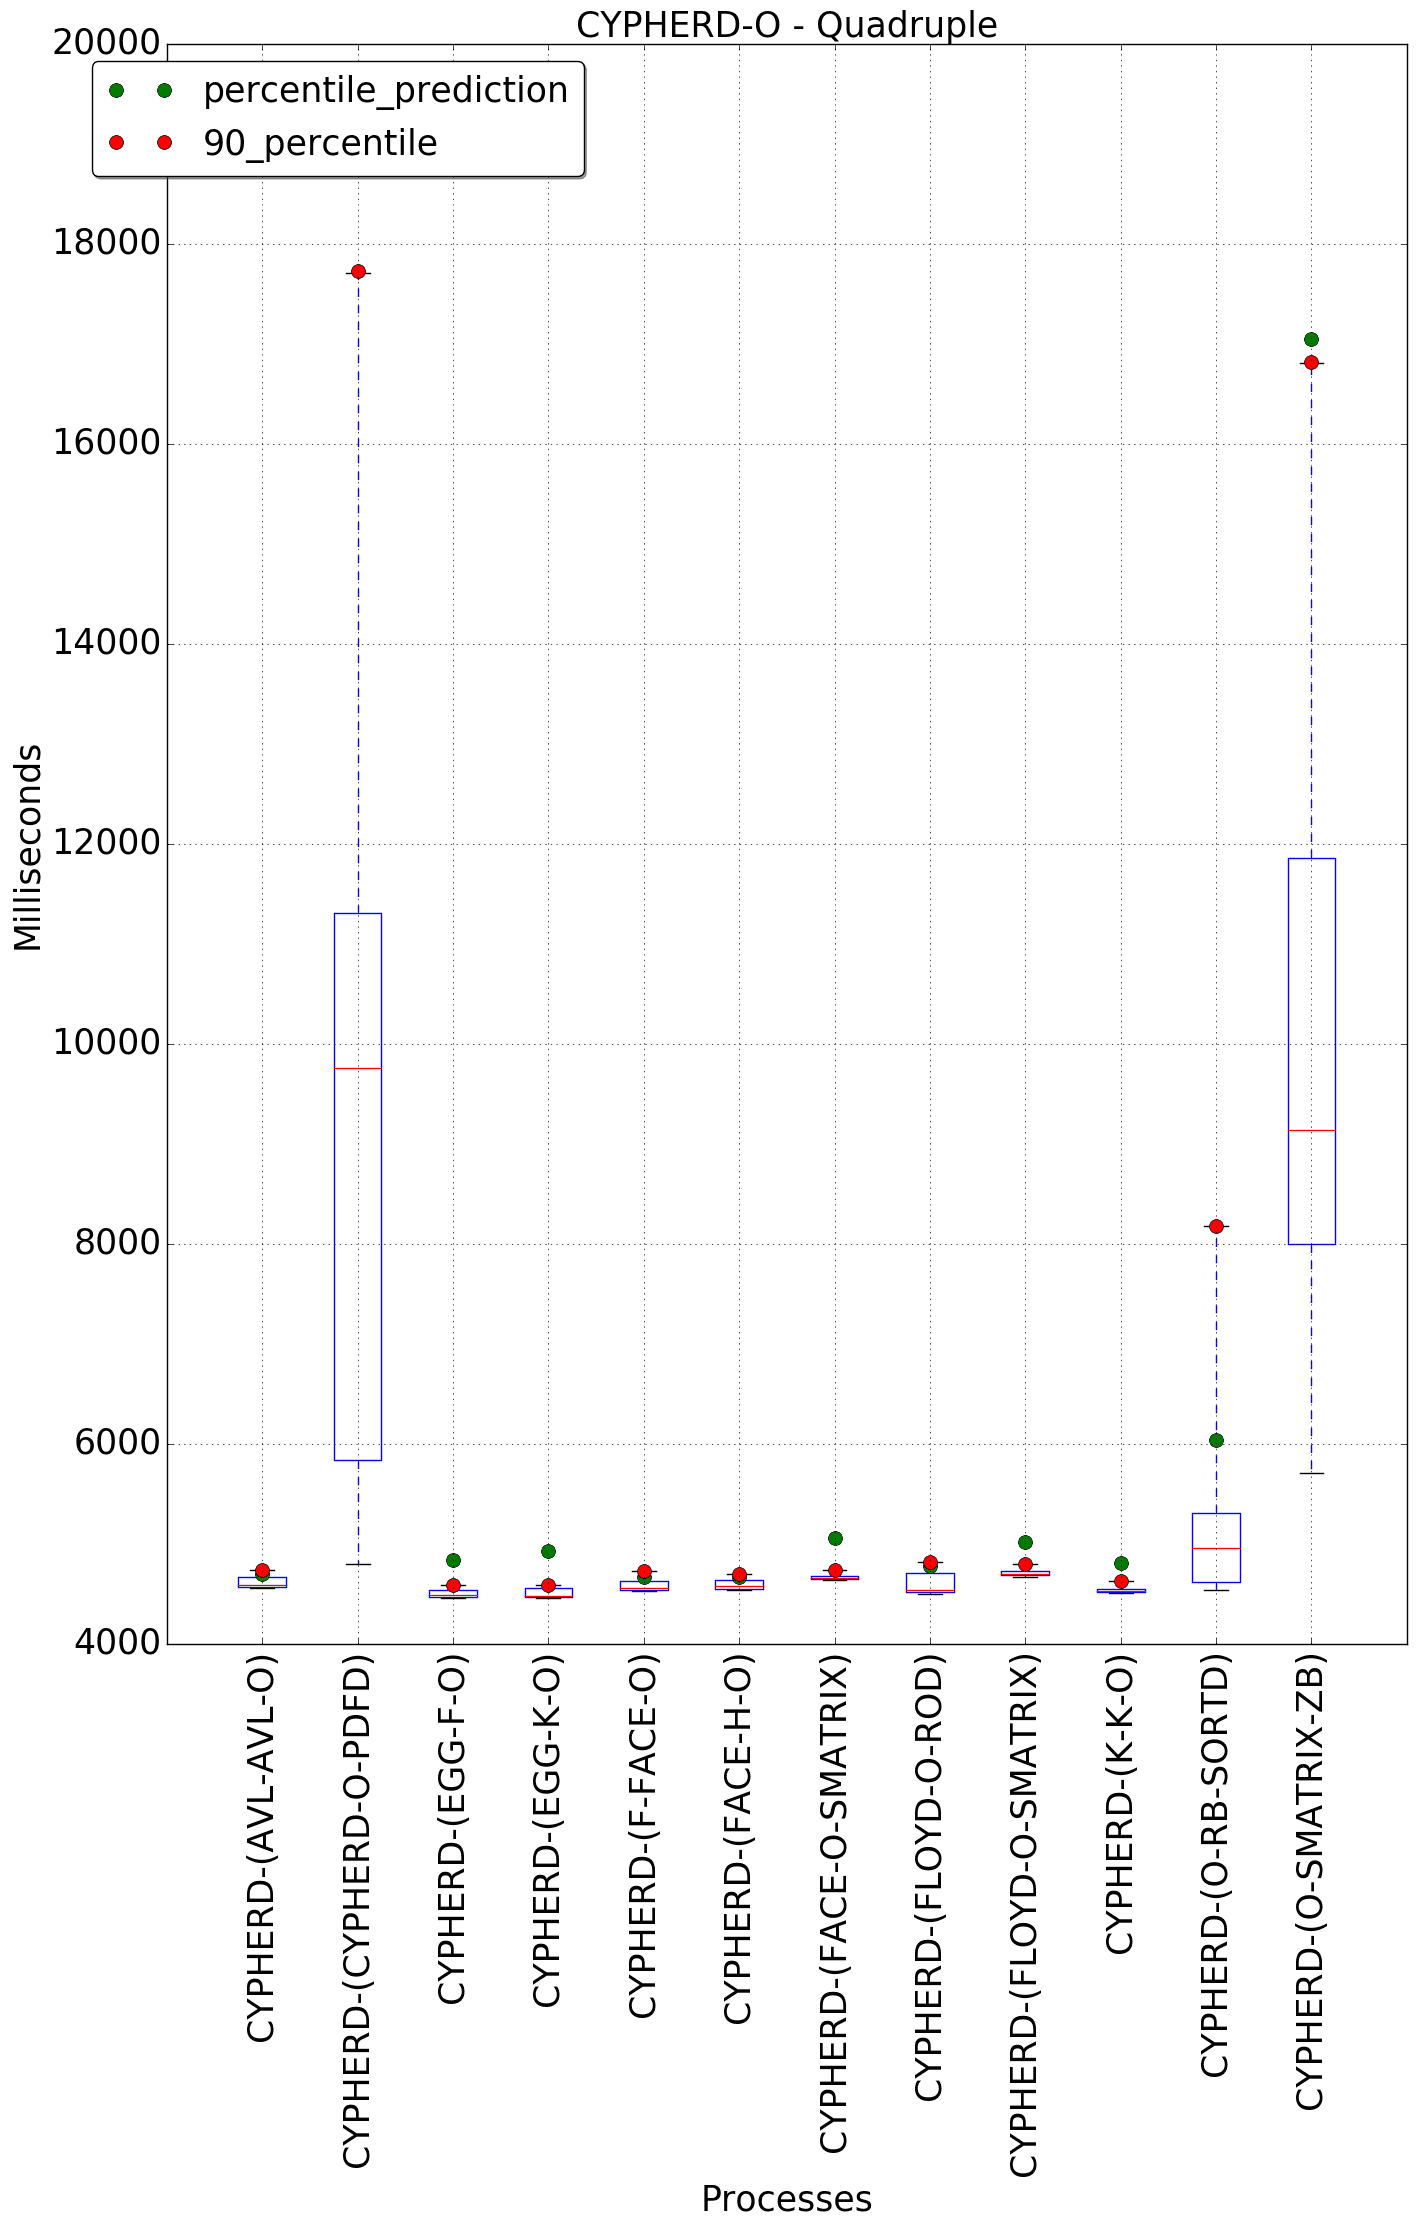 CYPHERD-O - Quadruple
percentile_prediction
90_percentile
20000
18000
16000
14000
12000
10000
8000
6000
4000
Milliseconds
CYPHERD-(AVL-AVL-O)
CYPHERD-(CYPHERD-O-PDFD)
CYPHERD-(EGG-F-O)
CYPHERD-(EGG-K-O)
CYPHERD-(F-FACE-O)
CYPHERD-(FACE-H-O)
CYPHERD-(FACE-O-SMATRIX)
CYPHERD-(FLOYD-O-ROD)
CYPHERD-(FLOYD-O-SMATRIX)
CYPHERD-(K-K-O)
CYPHERD-(O-RB-SORTD)
CYPHERD-(O-SMATRIX-ZB)
Processes